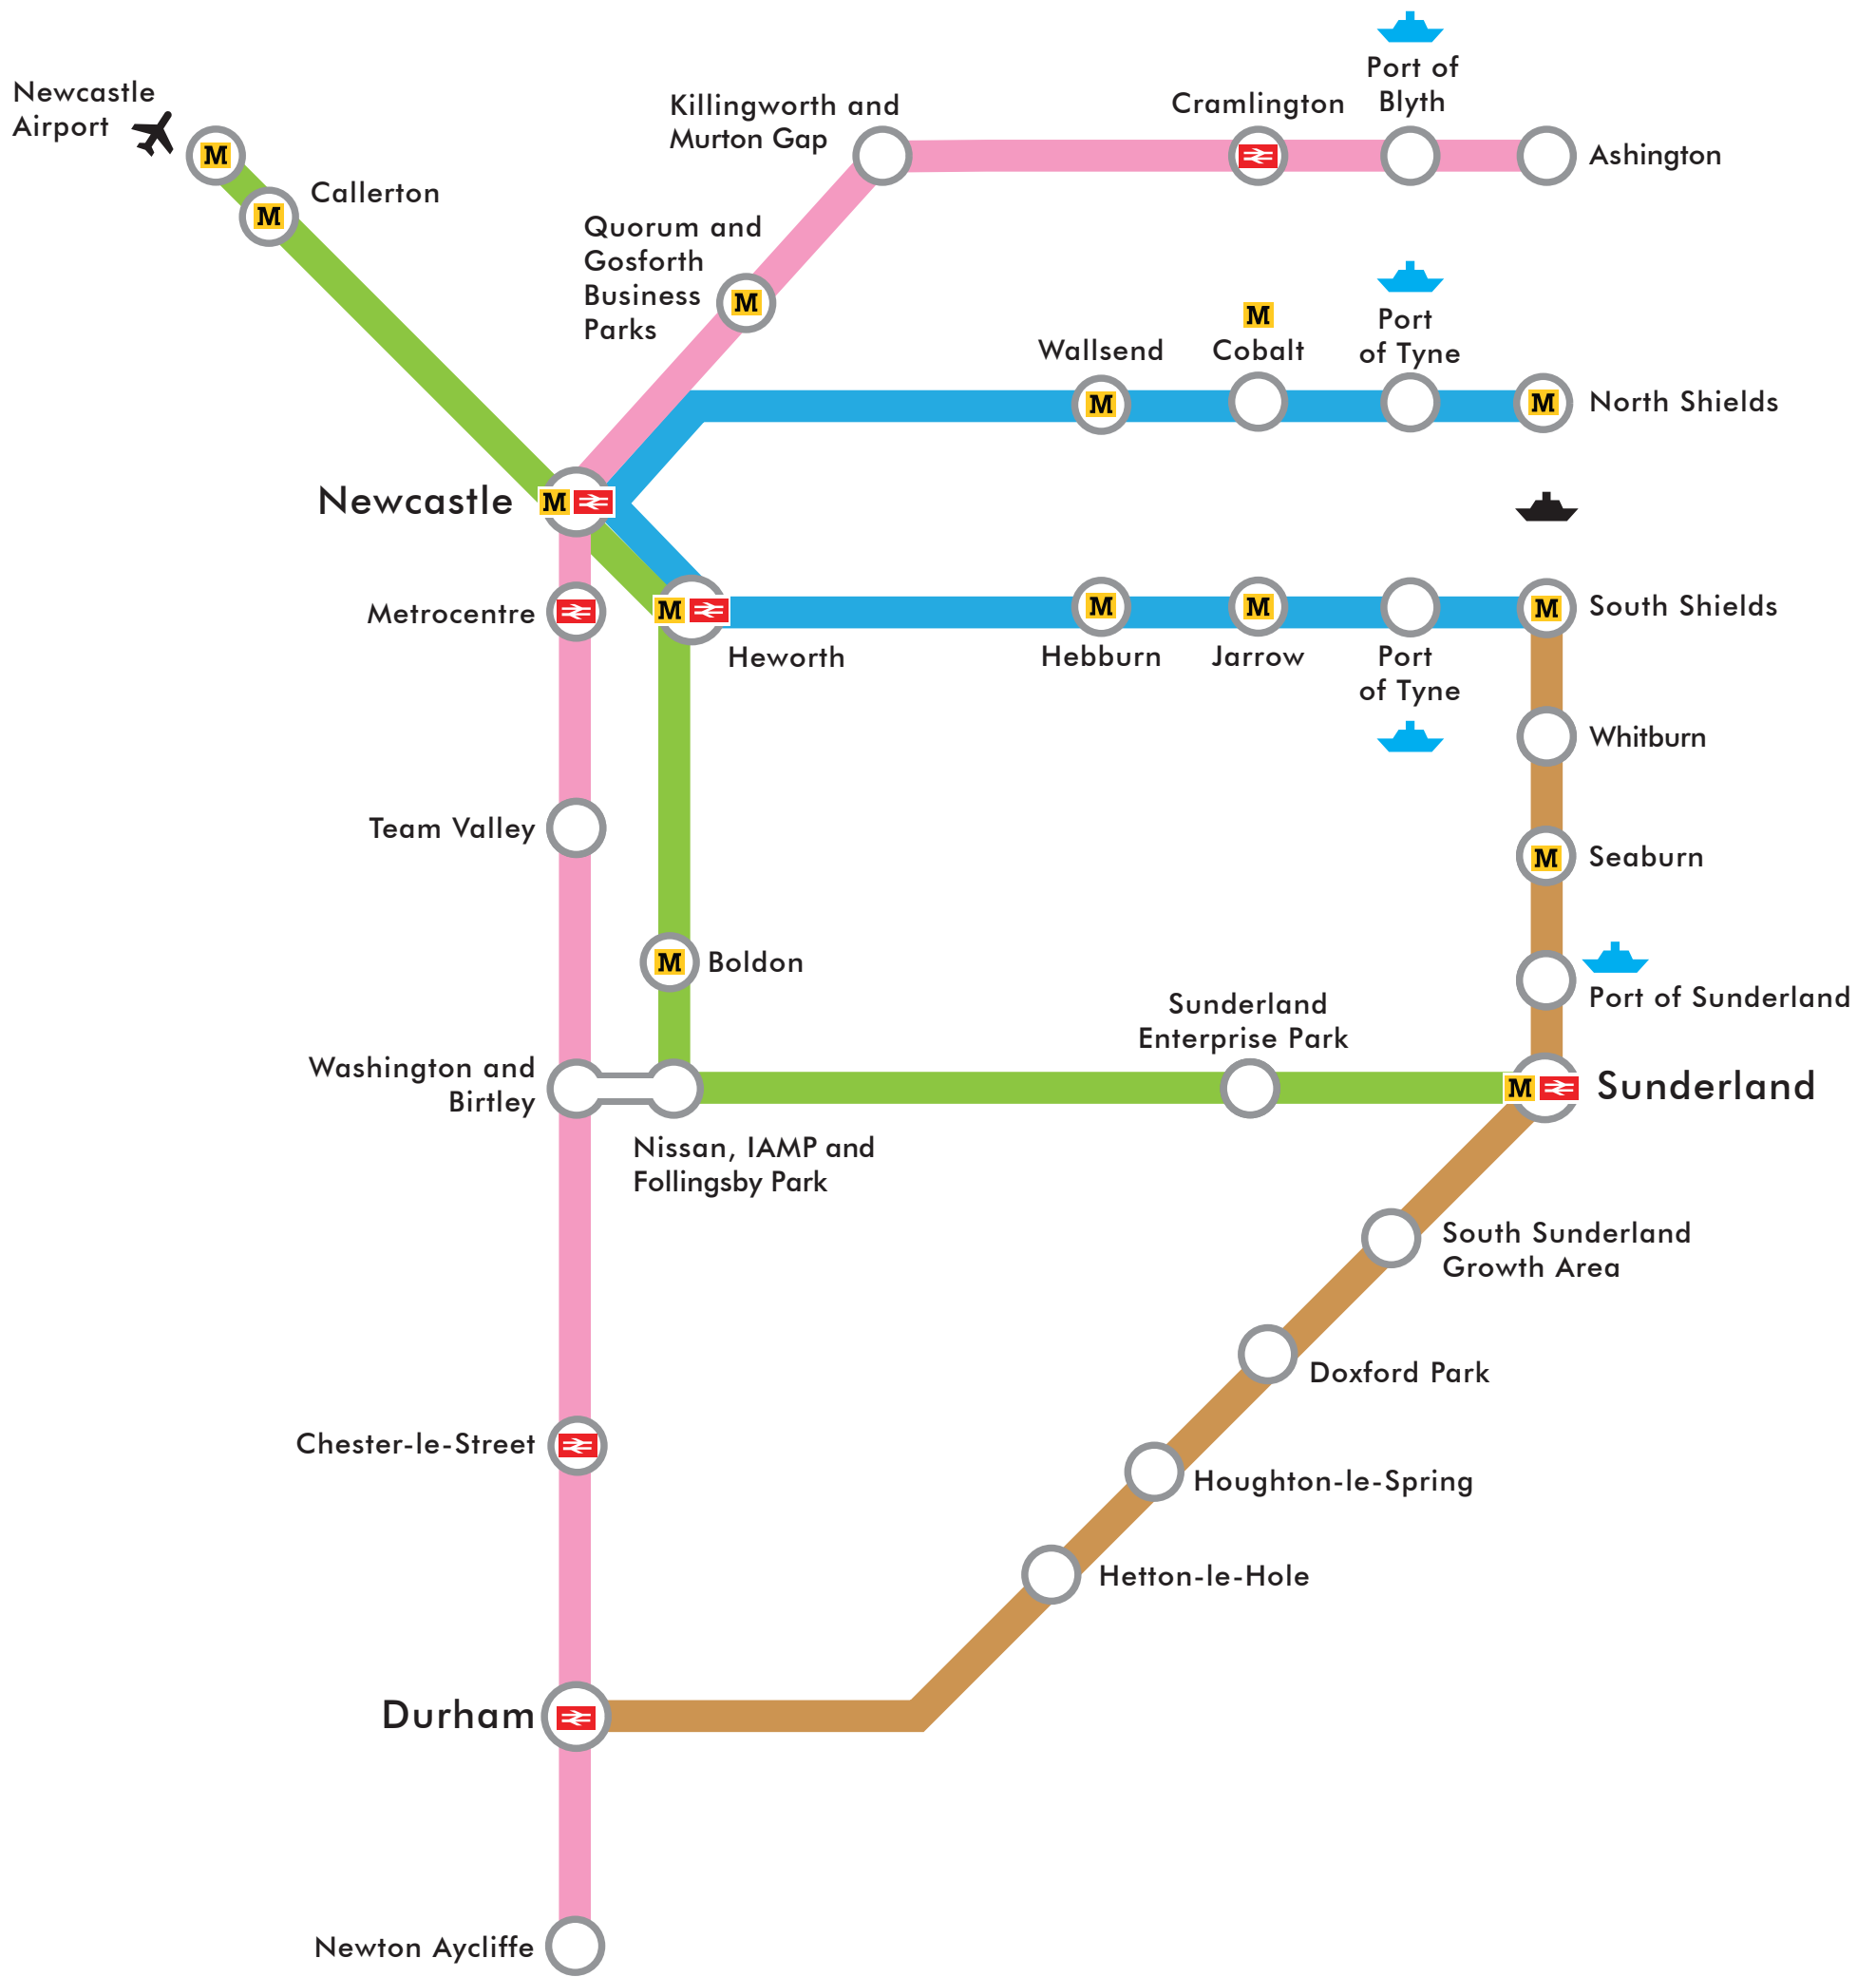 Newcastle
Airport
M
M
Callerton
Killingworth and
Murton Gap
Cramlington
Port of
Blyth
Ashington
Quorum and
Gosforth
Business
Parks
M
Wallsend
M
M
Cobalt
Port
of Tyne
M
North Shields
Newcastle
M
Metrocentre
M
Heworth
M
Hebburn
M
Jarrow
Port
of Tyne
M
South Shields
Whitburn
Team Valley
M
Seaburn
M
Boldon
Port of Sunderland
Sunderland
Enterprise Park
Washington and
Birtley
M
Sunderland
Nissan, IAMP and
Follingsby Park
South Sunderland
Growth Area
Doxford Park
Chester-le-Street
Houghton-le-Spring
Hetton-le-Hole
Durham
Newton Aycliffe